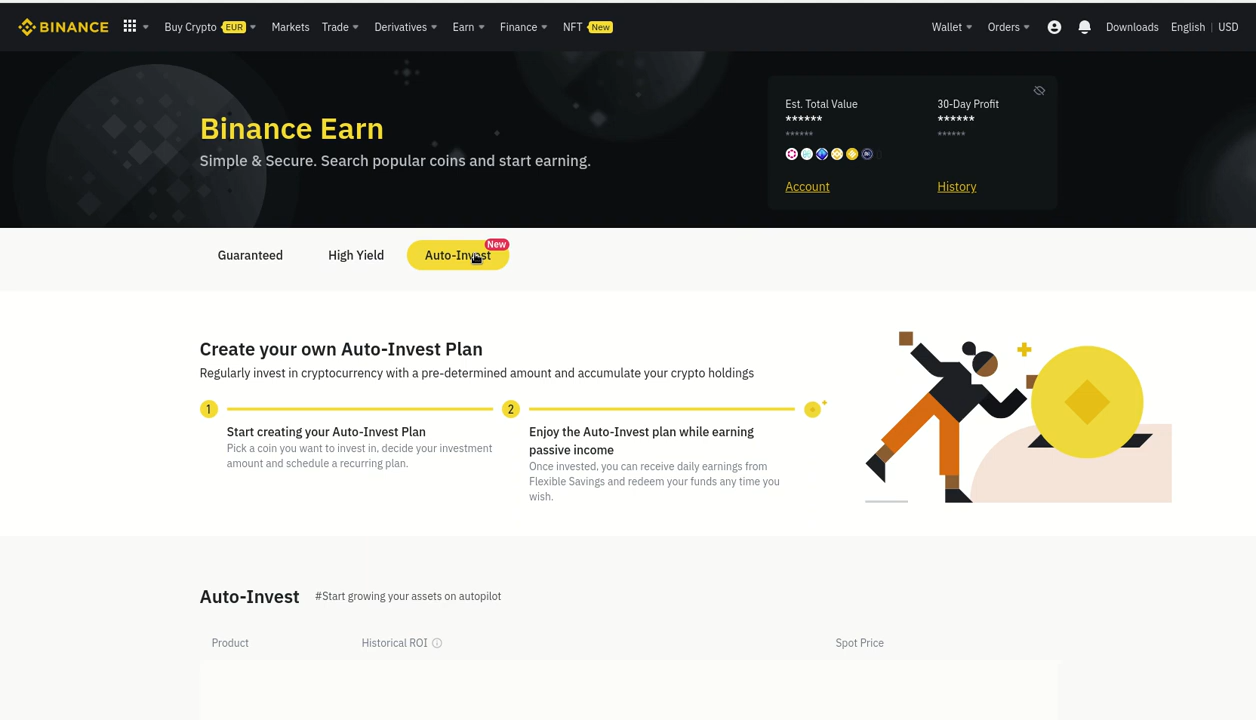 BINANCE
Buy Crypto EUR Markets Trade Derivatives Earn Finance NFT New Wallet Orders Downloads English | USD
Binance Earn
Simple & Secure. Search popular coins and start earning.
Est. Total Value 30-Day Profit
****** ******
****** ******
Account History
Guaranteed High Yield Auto-Invest New
Create your own Auto-Invest Plan
Regularly invest in cryptocurrency with a pre-determined amount and accumulate your crypto holdings
1
Start creating your Auto-Invest Plan
Pick a coin you want to invest in, decide your investment
amount and schedule a recurring plan.
2
Enjoy the Auto-Invest plan while earning
passive income
Once invested, you can receive daily earnings from
Flexible Savings and redeem your funds any time you
wish.
Auto-Invest #Start growing your assets on autopilot
Product Historical ROI Spot Price